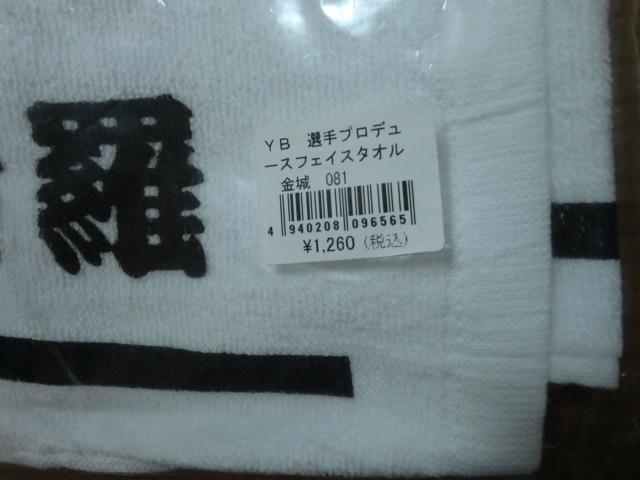 羅
YB 選手プロデュ
ースフェイスタオル
金城 081
4 940208 096565
¥1,260(税込)